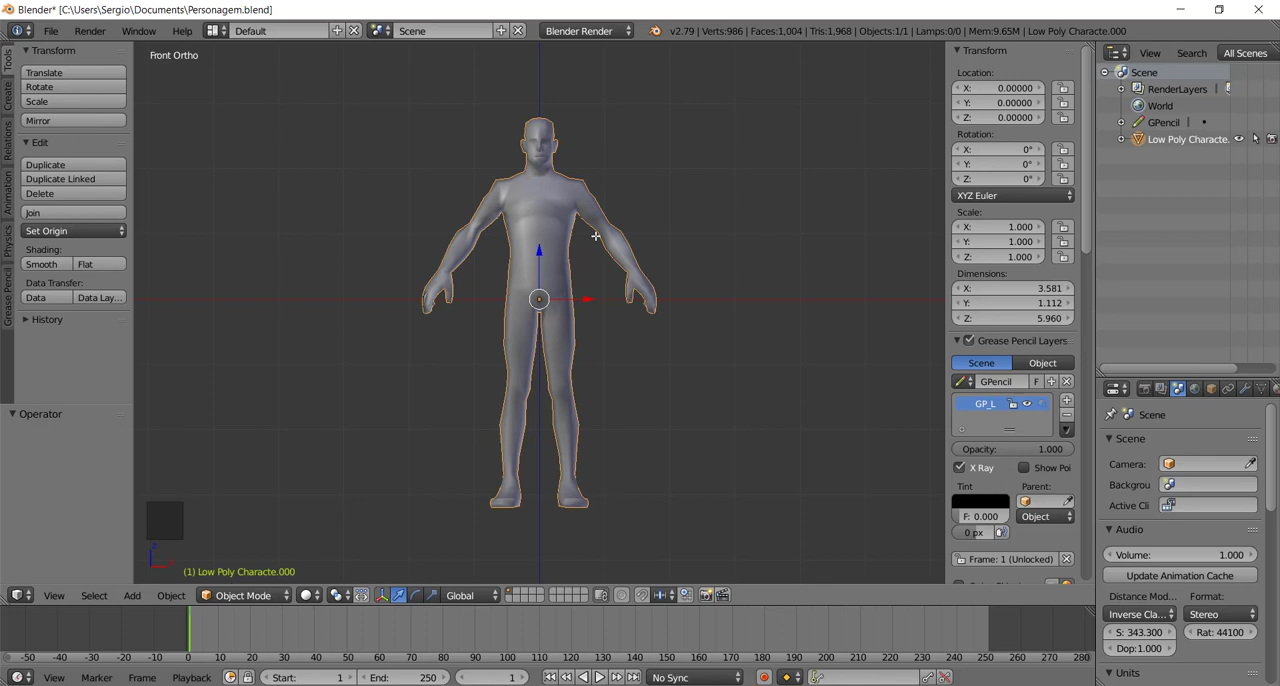 Blender* [C:\Users\Sergio\Documents\Personagem.blend]
File Render Window Help Default Scene Blender Render v2.79 | Verts:986 | Faces:1,004 | Tris:1,968 | Objects:1/1 | Lamps:0/0 | Mem:9.65M | Low Poly Characte.000
Tools
Create
Relations
Animation
Physics
Grease Pencil
Transform
Translate
Rotate
Scale
Mirror
Edit
Duplicate
Duplicate Linked
Delete
Join
Set Origin
Shading:
Smooth Flat
Data Transfer:
Data Data Lay...
History
Operator
Front Ortho
(1) Low Poly Characte.000
Transform
Location:
X: 0.00000
Y: 0.00000
Z: 0.00000
Rotation:
X: 0°
Y: 0°
Z: 0°
XYZ Euler
Scale:
X: 1.000
Y: 1.000
Z: 1.000
Dimensions:
X: 3.581
Y: 1.112
Z: 5.960
Grease Pencil Layers
Scene Object
GPencil F
GP_L
Opacity: 1.000
X Ray Show Poi
Tint Parent:
F: 0.000 Object
0 px
Frame: 1 (Unlocked)
View Search All Scenes
Scene
RenderLayers
World
GPencil
Low Poly Characte.
Scene
Scene
Camera:
Backgrou
Active Cli
Audio
Volume: 1.000
Update Animation Cache
Distance Mod... Format:
Inverse Cla... Stereo
S: 343.300 Rat: 44100
Dop:1.000
Units
View Select Add Object Object Mode Global
-50 -40 -30 -20 -10 0 10 20 30 40 50 60 70 80 90 100 110 120 130 140 150 160 170 180 190 200 210 220 230 240 250 260 270 280
View Marker Frame Playback Start: 1 End: 250 1 No Sync